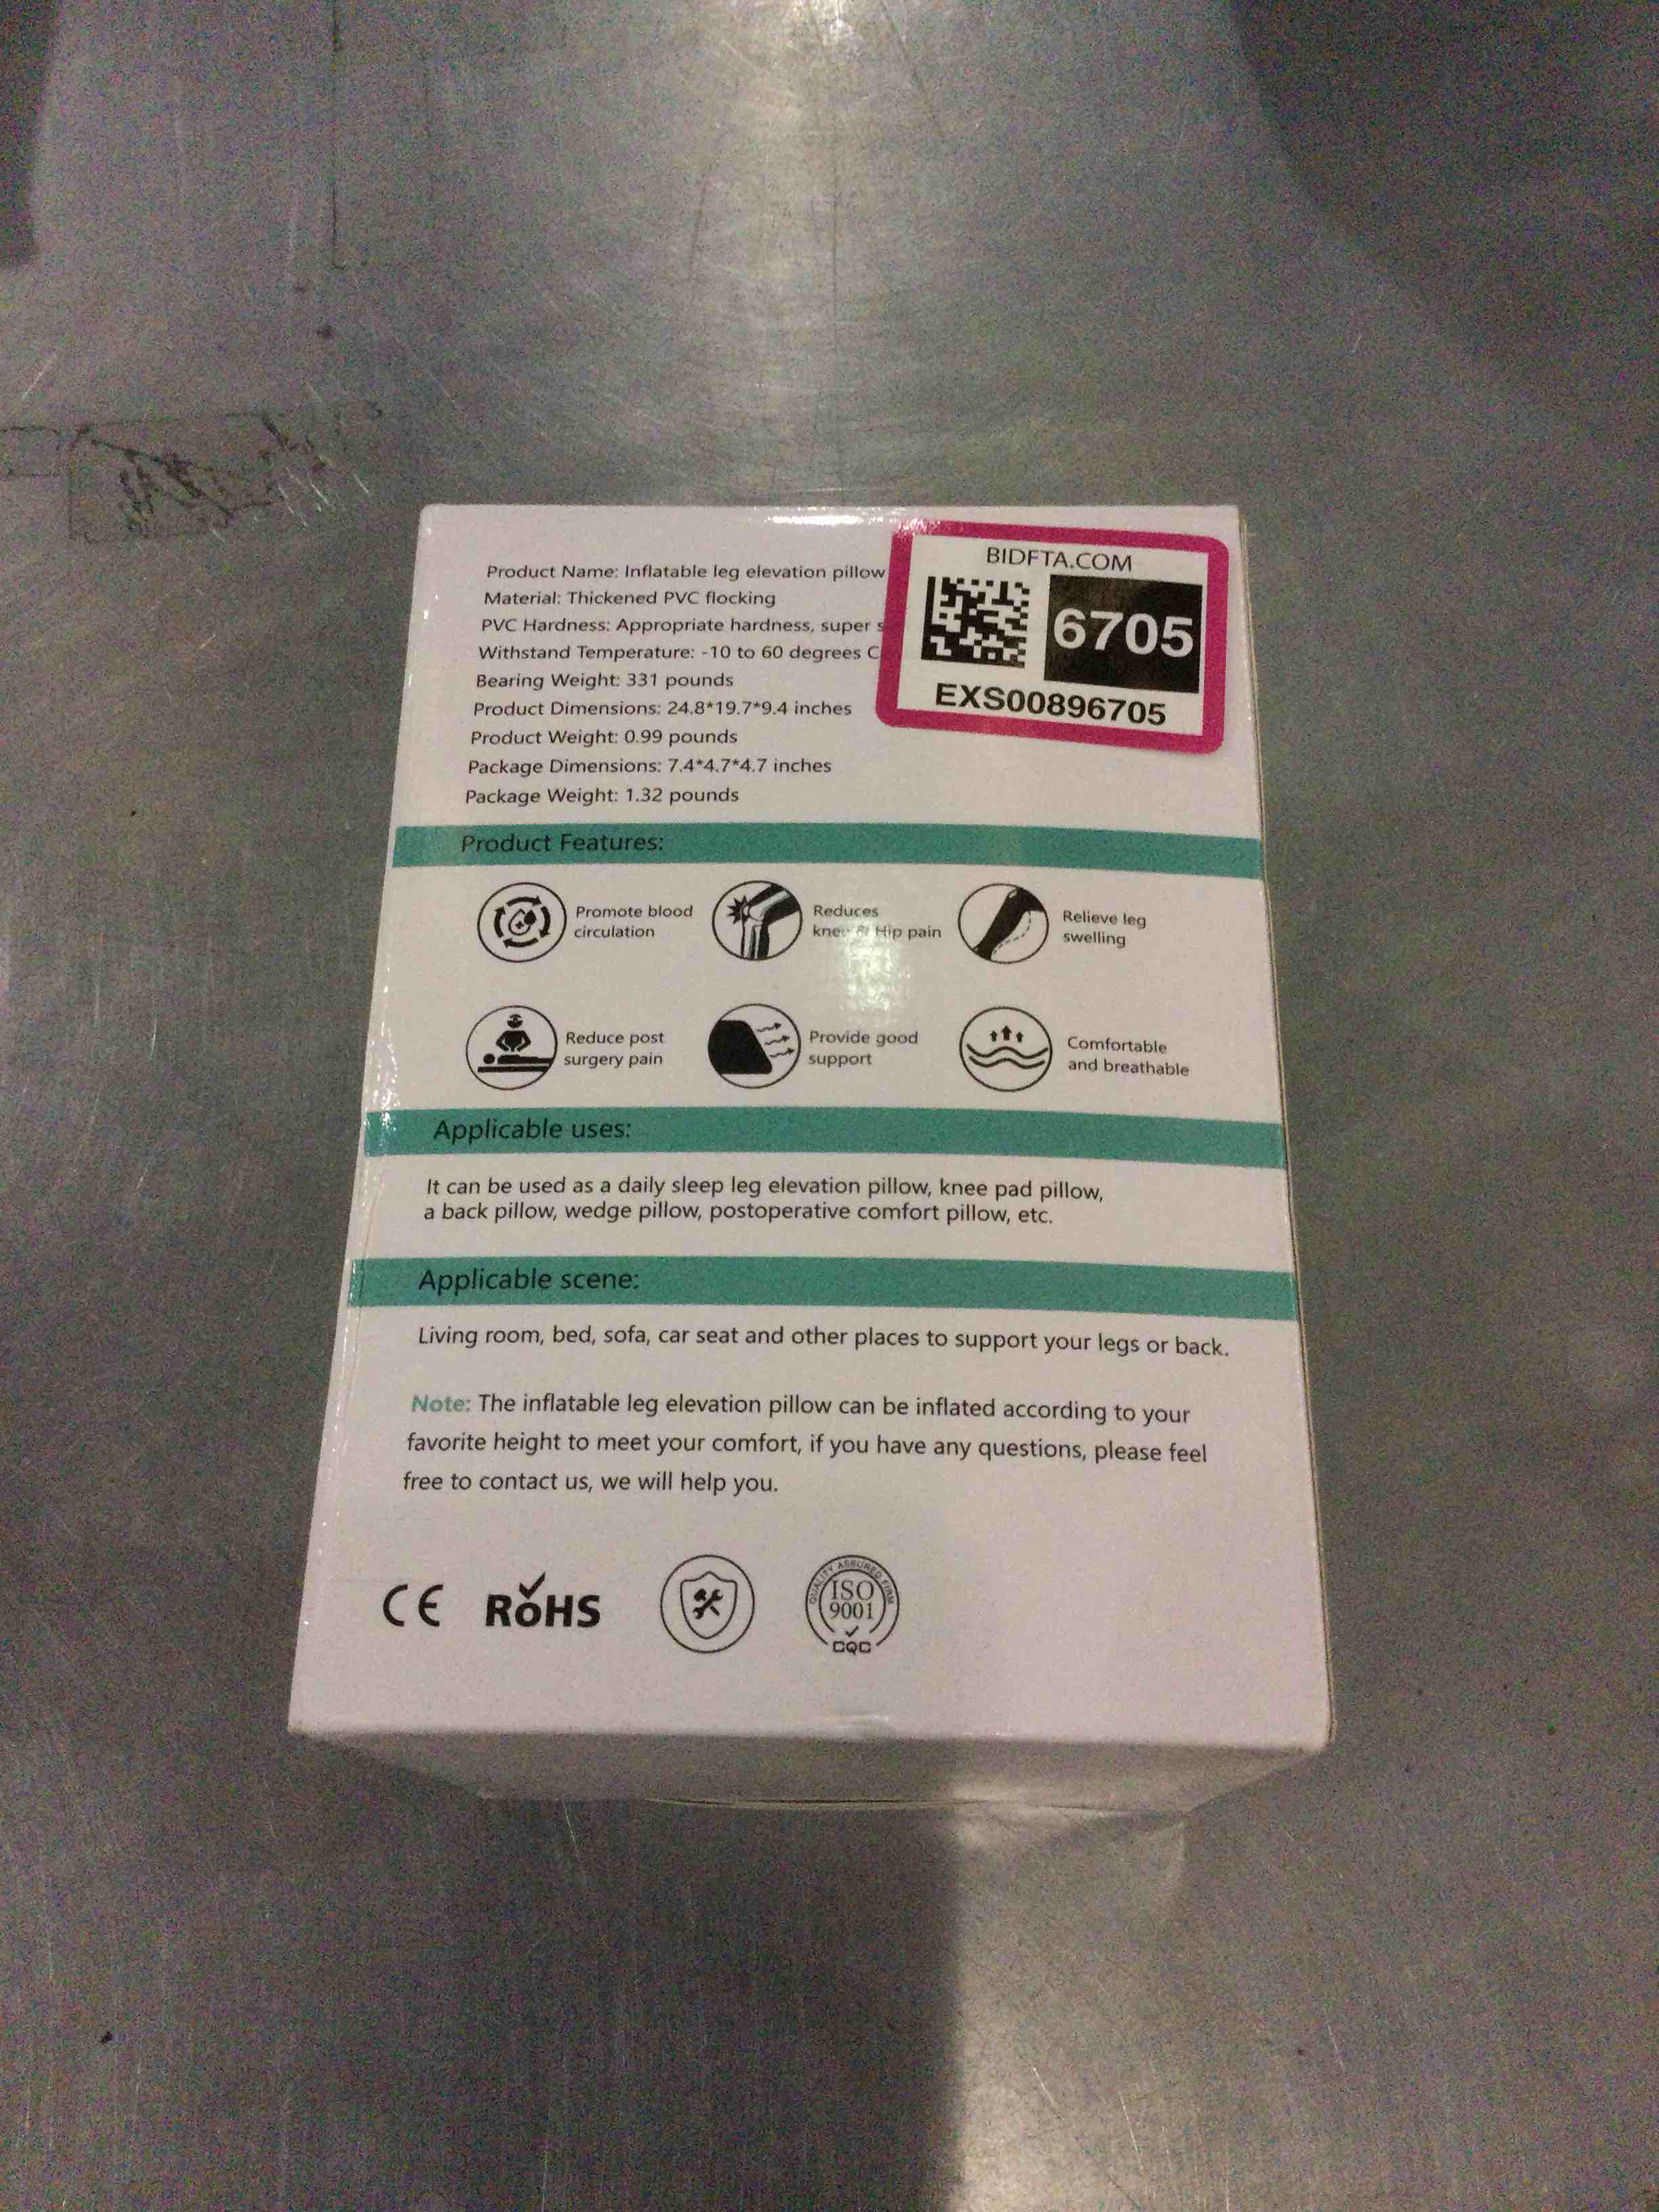 Product Name: Inflatable leg elevation pillow
Material: Thickened PVC flocking
PVC Hardness: Appropriate hardness, super
Withstand Temperature: -10 to 60 degrees C
Bearing Weight: 331 pounds
Product Dimensions: 24.8*19.7*9.4 inches
Product Weight: 0.99 pounds
Package Dimensions: 7.4*4.7*4.7 inches
Package Weight: 1.32 pounds
BIDFTA.COM
6705
EXS00896705
Product Features:
Promote blood
circulation
Reduces
knee & Hip pain
Relieve leg
swelling
Reduce post
surgery pain
Provide good
support
Comfortable
and breathable
Applicable uses:
It can be used as a daily sleep leg elevation pillow, knee pad pillow,
a back pillow, wedge pillow, postoperative comfort pillow, etc.
Applicable scene:
Living room, bed, sofa, car seat and other places to support your legs or back.
Note: The inflatable leg elevation pillow can be inflated according to your
favorite height to meet your comfort, if you have any questions, please feel
free to contact us, we will help you.
CE
RoHS
QUALITY ASSURED FIRM
ISO
9001
CQC